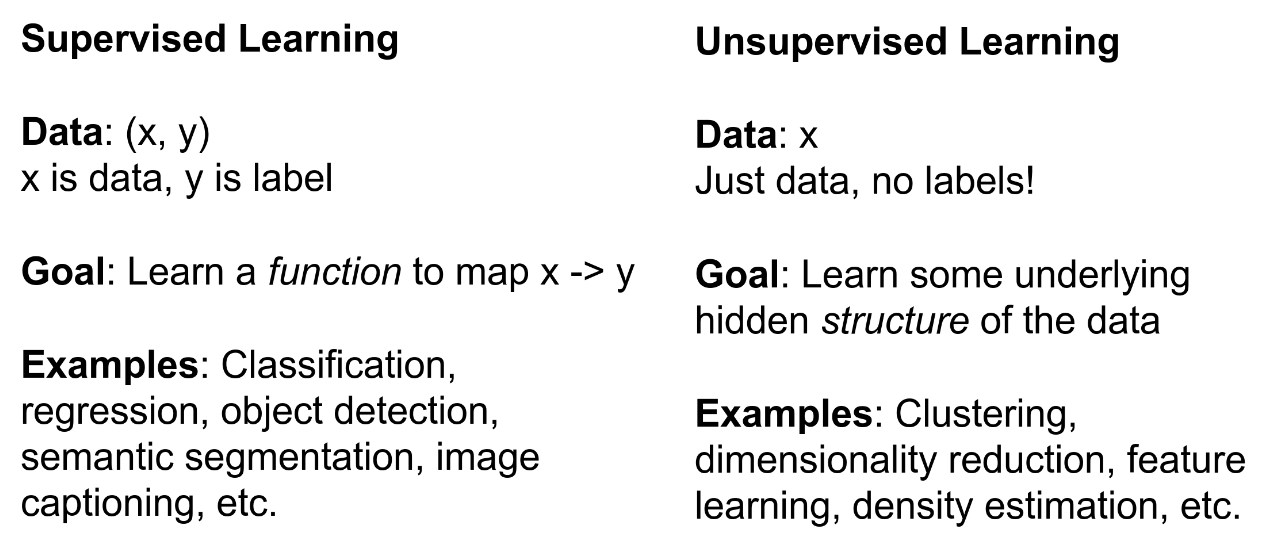 Supervised Learning
Data: (x, y)
x is data, y is label
Goal: Learn a function to map x -> y
Examples: Classification,
regression, object detection,
semantic segmentation, image
captioning, etc.
Unsupervised Learning
Data: x
Just data, no labels!
Goal: Learn some underlying
hidden structure of the data
Examples: Clustering,
dimensionality reduction, feature
learning, density estimation, etc.